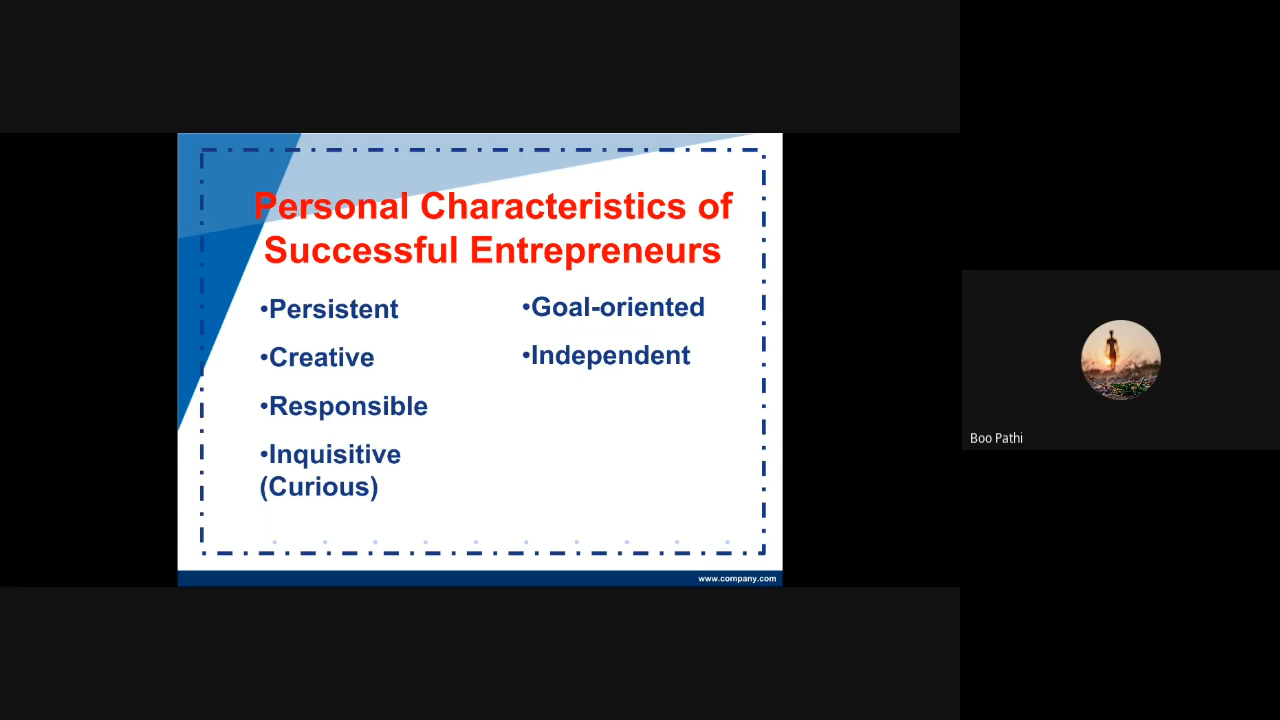 Personal Characteristics of
Successful Entrepreneurs
•Persistent
•Creative
•Responsible
•Inquisitive
(Curious)
•Goal-oriented
•Independent
www.company.com
Boo Pathi